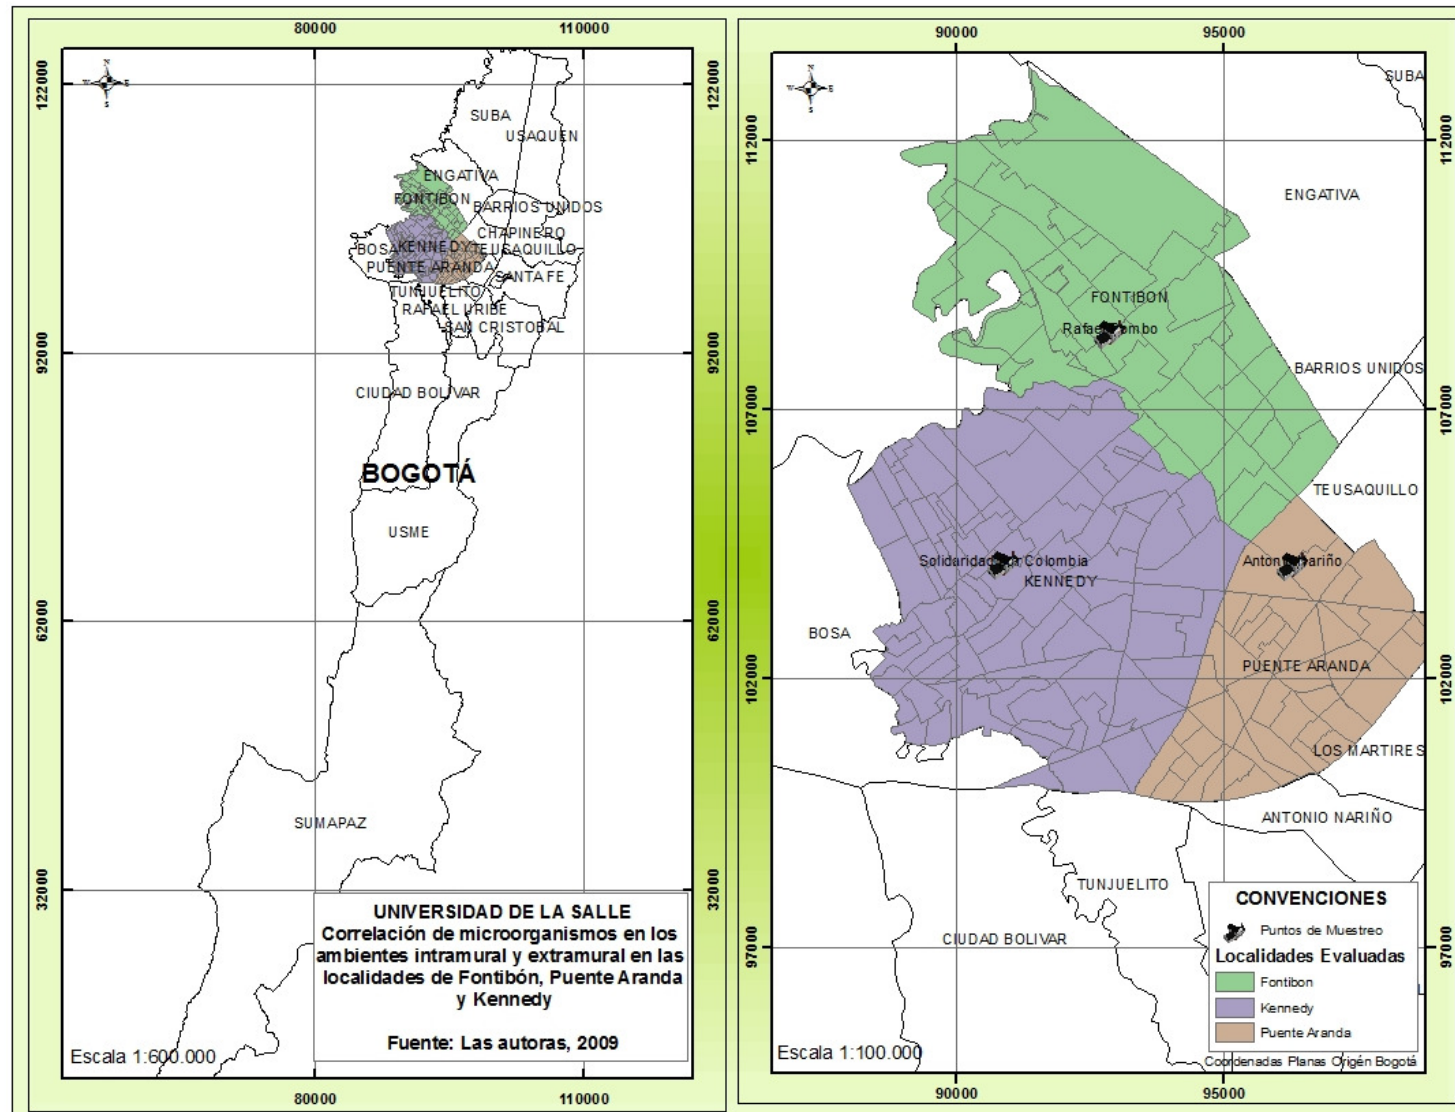 80000
110000
122000
122000
N
W
E
S
SUBA
USAQUEN
ENGATIVA
FONTIBON
BARRIOS UNIDOS
CHAPINERO
BOSA
KENNEDY
TEUSAQUILLO
PUENTE ARANDA
SANTA FE
TUNJUELITO
RAFAEL URIBE
SAN CRISTOBAL
92000
92000
CIUDAD BOLIVAR
BOGOTÁ
USME
62000
62000
SUMAPAZ
32000
32000
UNIVERSIDAD DE LA SALLE
Correlación de microorganismos en los
ambientes intramural y extramural en las
localidades de Fontibón, Puente Aranda
y Kennedy
Fuente: Las autoras, 2009
Escala 1:600.000
80000
110000
90000
95000
N
W
E
S
SUBA
112000
112000
ENGATIVA
FONTIBON
BARRIOS UNIDOS
107000
107000
TEUSAQUILLO
Solidaridad
Colombia
KENNEDY
BOSA
PUENTE ARANDA
102000
102000
LOS MARTIRES
ANTONIO NARIÑO
TUNJUELITO
CIUDAD BOLIVAR
97000
97000
CONVENCIONES
Puntos de Muestreo
Localidades Evaluadas
Fontibon
Kennedy
Puente Aranda
Escala 1:100.000
Coordenadas Planas Origén Bogotá
90000
95000